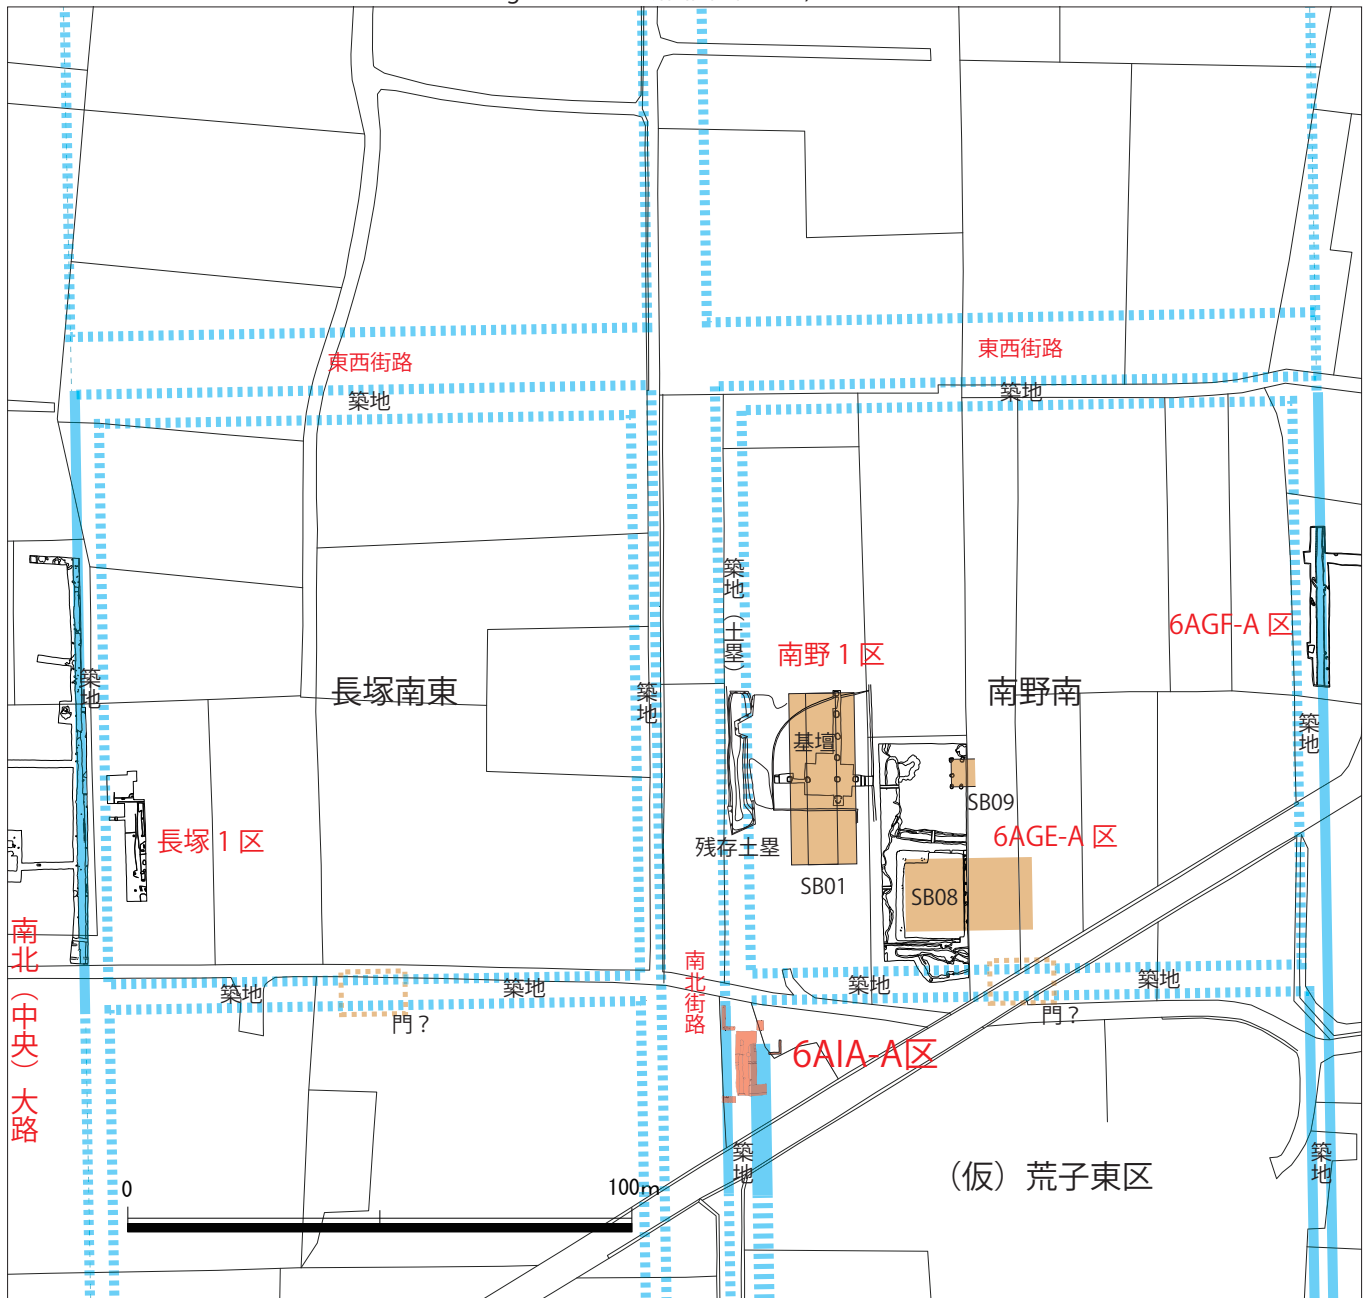 東西街路
東西街路
築地
築地
築地（土塁）
6AGF-A 区
南野 1 区
長塚南東
南野南
築地
築地
築地
基壇
SB09
長塚 1 区
残存土塁
6AGE-A 区
SB01
SB08
南北（中央）大路
南北街路
築地
築地
築地
築地
門？
門？
6AIA-A区
築地
築地
（仮）荒子東区
0
100m